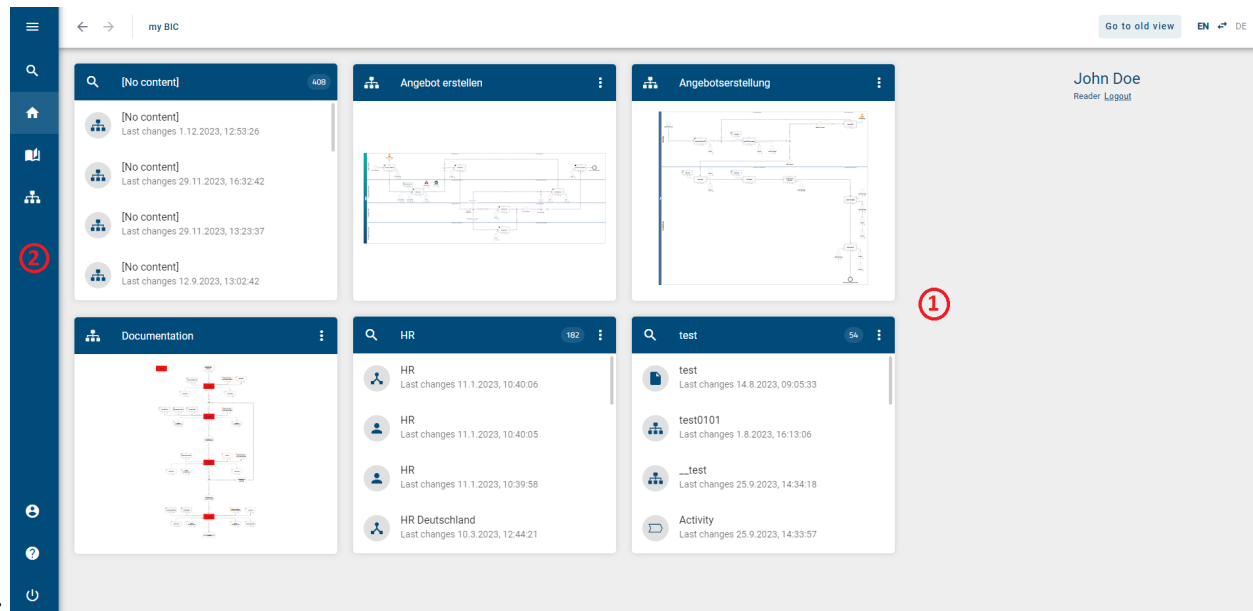 my BIC
Go to old view
EN
DE
[No content]
408
[No content]
Last changes 1.12.2023, 12:53:26
[No content]
Last changes 29.11.2023, 16:32:42
[No content]
Last changes 29.11.2023, 13:23:37
[No content]
Last changes 12.9.2023, 13:02:42
Angebot erstellen
Angebotserstellung
John Doe
Reader Logout
2
1
Documentation
HR
182
HR
Last changes 11.1.2023, 10:40:06
HR
Last changes 11.1.2023, 10:40:05
HR
Last changes 11.1.2023, 10:39:58
HR Deutschland
Last changes 10.3.2023, 12:44:21
test
54
test
Last changes 14.8.2023, 09:05:33
test0101
Last changes 1.8.2023, 16:13:06
__test
Last changes 25.9.2023, 14:34:18
Activity
Last changes 25.9.2023, 14:33:57